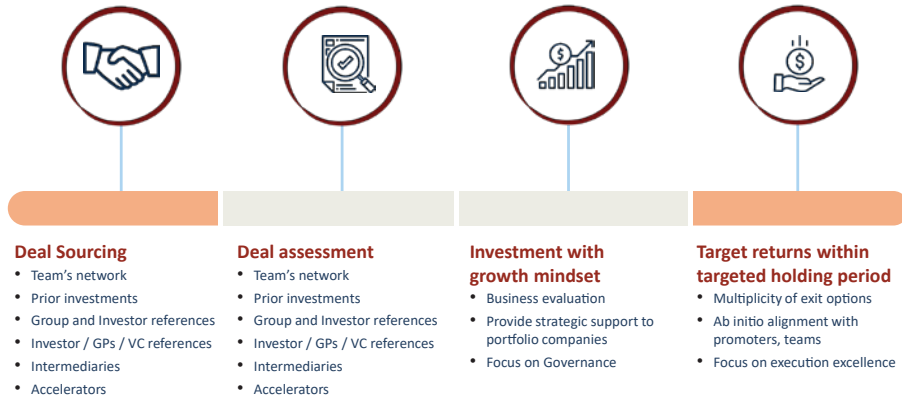 Deal Sourcing
• Team's network
• Prior investments
• Group and Investor references
• Investor / GPs / VC references
• Intermediaries
• Accelerators
Deal assessment
• Team's network
• Prior investments
• Group and Investor references
• Investor / GPs / VC references
• Intermediaries
• Accelerators
Investment with
growth mindset
• Business evaluation
• Provide strategic support to
portfolio companies
• Focus on Governance
Target returns within
targeted holding period
• Multiplicity of exit options
• Ab initio alignment with
promoters, teams
• Focus on execution excellence